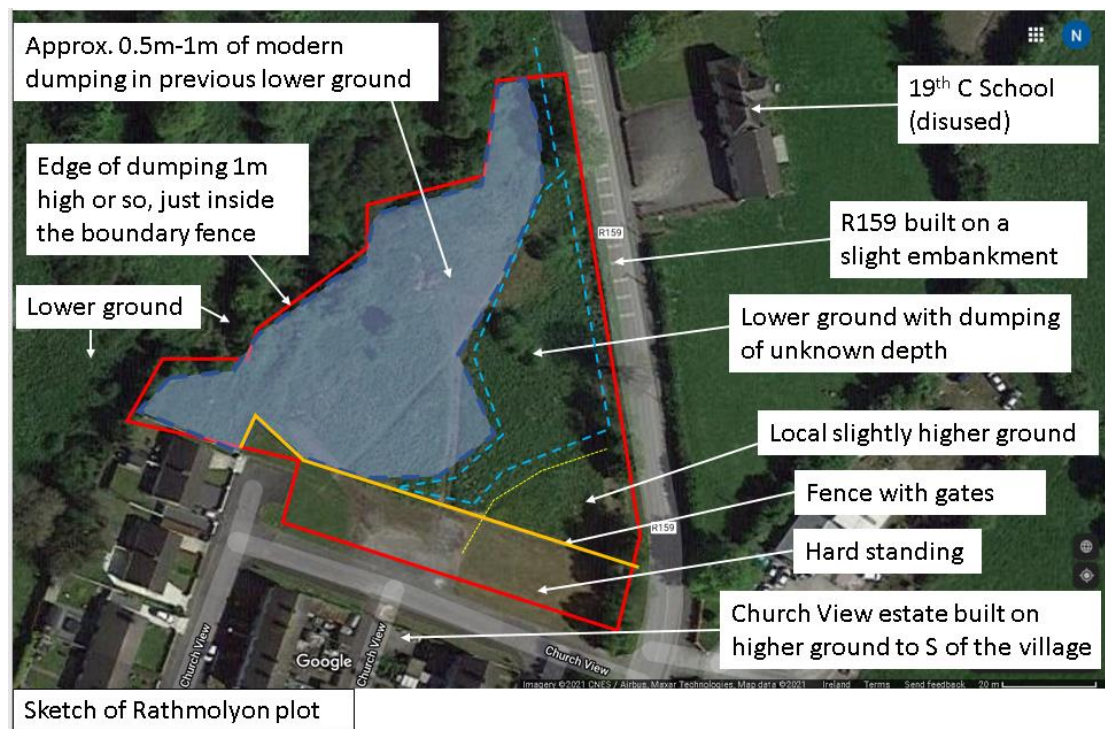 Approx. 0.5m-1m of modern
dumping in previous lower ground
N
19th C School
(disused)
Edge of dumping 1m
high or so, just inside
the boundary fence
R159
R159 built on a
slight embankment
Lower ground
Lower ground with dumping
of unknown depth
Local slightly higher ground
Fence with gates
R159
Hard standing
Church View estate built on
higher ground to S of the village
Church View
Church View
Church View
Google
Imagery ©2021 CNES / Airbus, Maxar Technologies, Map data ©2021 Ireland Terms Send feedback 20 m
Sketch of Rathmolyon plot